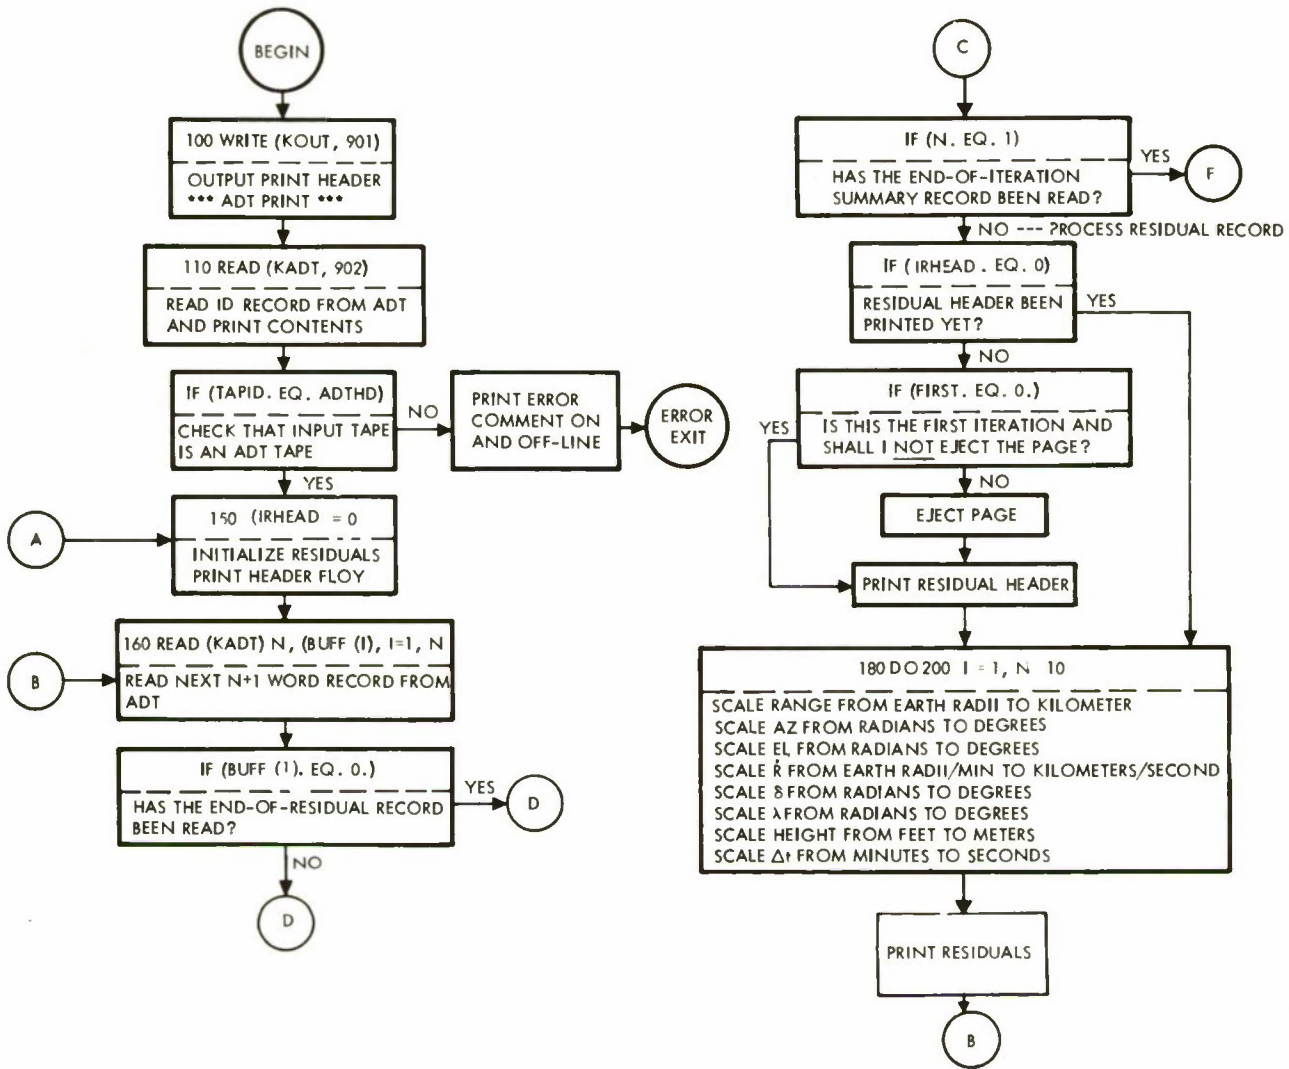 BEGIN
100 WRITE (KOUT, 901)
OUTPUT PRINT HEADER
*** ADT PRINT ***
110 READ (KADT, 902)
READ ID RECORD FROM ADT
AND PRINT CONTENTS
IF (TAPID. EQ. ADTHD)
CHECK THAT INPUT TAPE
IS AN ADT TAPE
NO
PRINT ERROR
COMMENT ON
AND OFF-LINE
ERROR
EXIT
YES
A
150 (IRHEAD = 0
INITIALIZE RESIDUALS
PRINT HEADER FLOY
B
160 READ (KADT) N, (BUFF (I), I=1, N
READ NEXT N+1 WORD RECORD FROM
ADT
IF (BUFF (1). EQ. 0.)
HAS THE END-OF-RESIDUAL RECORD
BEEN READ?
YES
D
NO
D
C
IF (N. EQ. 1)
HAS THE END-OF-ITERATION
SUMMARY RECORD BEEN READ?
YES
F
NO --- PROCESS RESIDUAL RECORD
IF (IRHEAD. EQ. 0)
RESIDUAL HEADER BEEN
PRINTED YET?
YES
NO
IF (FIRST. EQ. 0.)
IS THIS THE FIRST ITERATION AND
SHALL I NOT EJECT THE PAGE?
YES
NO
EJECT PAGE
PRINT RESIDUAL HEADER
180 DO 200 I = 1, N 10
SCALE RANGE FROM EARTH RADII TO KILOMETER
SCALE AZ FROM RADIANS TO DEGREES
SCALE EL FROM RADIANS TO DEGREES
SCALE Ṙ FROM EARTH RADII/MIN TO KILOMETERS/SECOND
SCALE δ FROM RADIANS TO DEGREES
SCALE λ FROM RADIANS TO DEGREES
SCALE HEIGHT FROM FEET TO METERS
SCALE Δt FROM MINUTES TO SECONDS
PRINT RESIDUALS
B